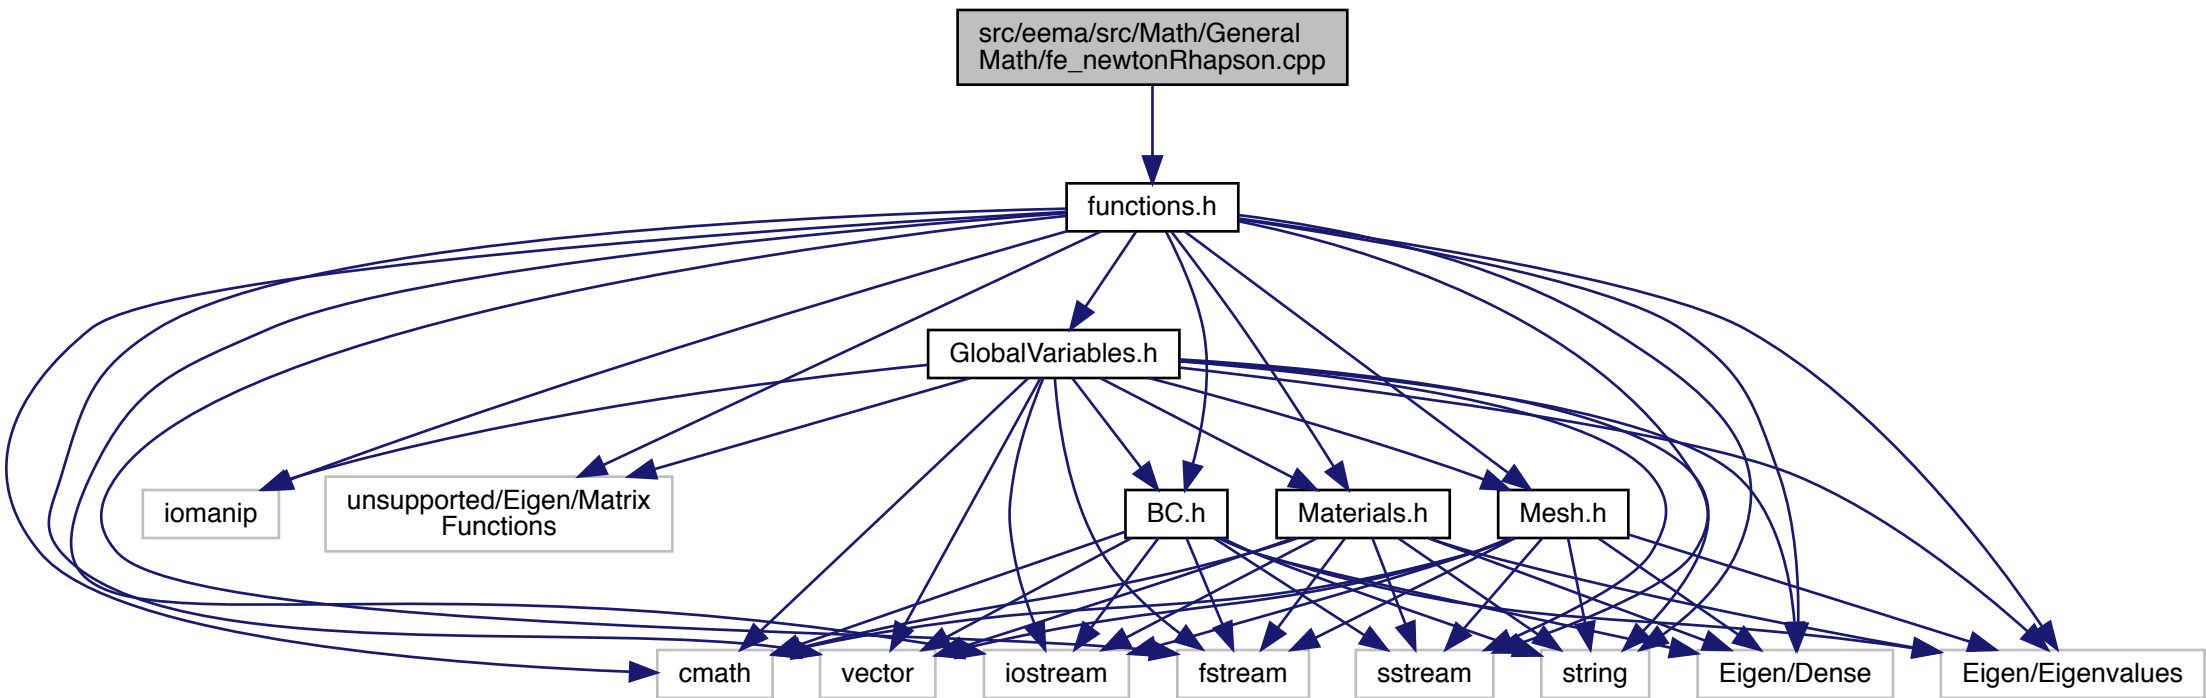 src/eema/src/Math/General
Math/fe_newtonRhapson.cpp
functions.h
GlobalVariables.h
iomanip
unsupported/Eigen/Matrix
Functions
BC.h
Materials.h
Mesh.h
cmath
vector
iostream
fstream
sstream
string
Eigen/Dense
Eigen/Eigenvalues